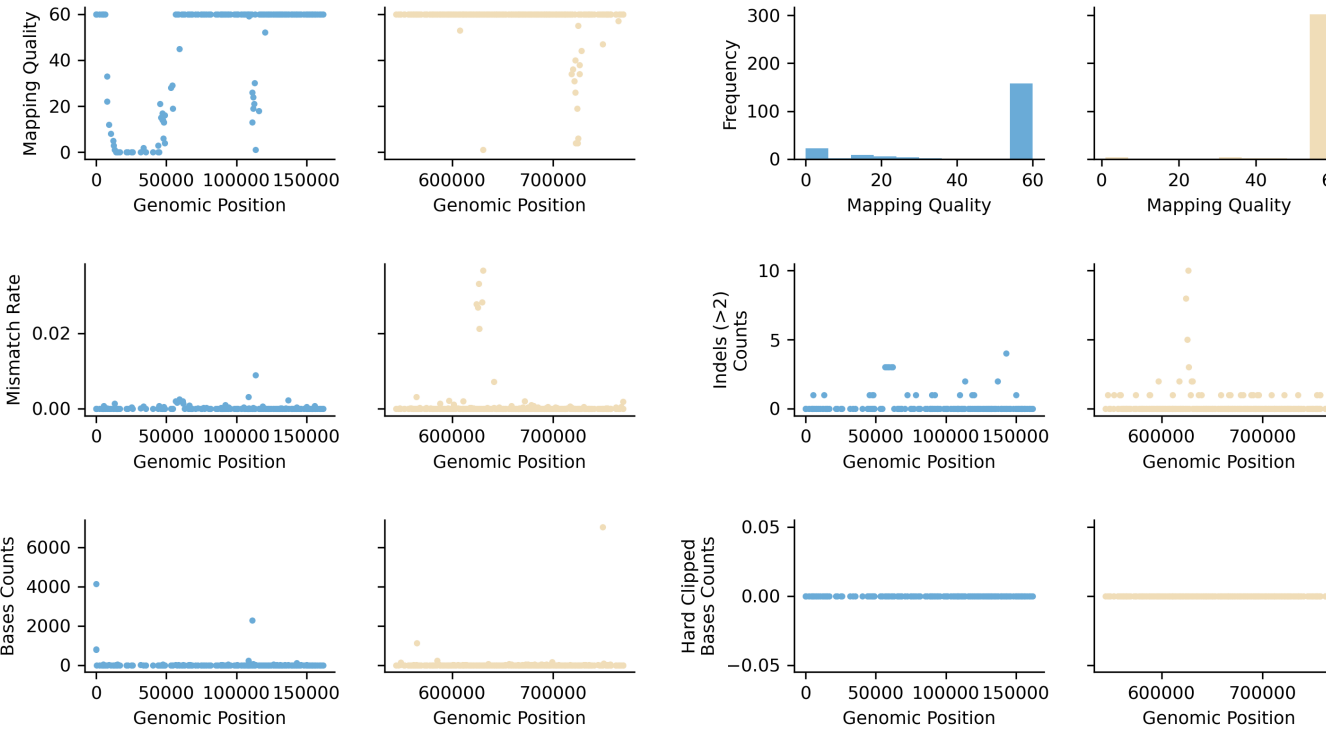 Mapping Quality
60
40
20
0
0 50000 100000 150000
Genomic Position
600000 700000
Genomic Position
Frequency
300
200
100
0
0 20 40 60
Mapping Quality
0 20 40
Mapping Quality
Mismatch Rate
0.02
0.00
0 50000 100000 150000
Genomic Position
600000 700000
Genomic Position
Indels (>2)
Counts
10
5
0
0 50000 100000 150000
Genomic Position
600000 700000
Genomic Position
Bases Counts
6000
4000
2000
0
0 50000 100000 150000
Genomic Position
600000 700000
Genomic Position
Hard Clipped
Bases Counts
0.05
0.00
−0.05
0 50000 100000 150000
Genomic Position
600000 700000
Genomic Position